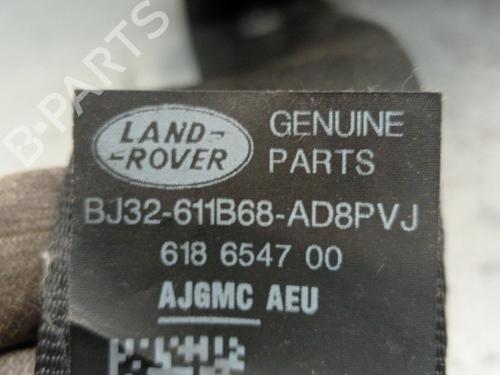 B-PARTS
LAND-
-ROVER
GENUINE
PARTS
BJ32-611B68-AD8PVJ
618 6547 00
AJGMC AEU